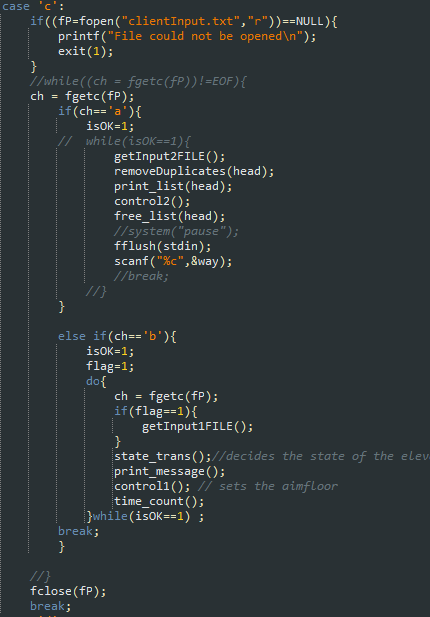 case 'c':
if((fP=fopen("clientInput.txt","r"))==NULL){
printf("File could not be opened\n");
exit(1);
}
//while((ch = fgetc(fP))!=EOF){
ch = fgetc(fP);
if(ch=='a'){
isOK=1;
// while(isOK==1){
getInput2FILE();
removeDuplicates(head);
print_list(head);
control2();
free_list(head);
//system("pause");
fflush(stdin);
scanf("%c",&way);
//break;
//}
}
else if(ch=='b'){
isOK=1;
flag=1;
do{
ch = fgetc(fP);
if(flag==1){
getInput1FILE();
}
state_trans();//decides the state of the elev
print_message();
control1(); // sets the aimfloor
time_count();
}while(isOK==1) ;
break;
}
//}
fclose(fP);
break;